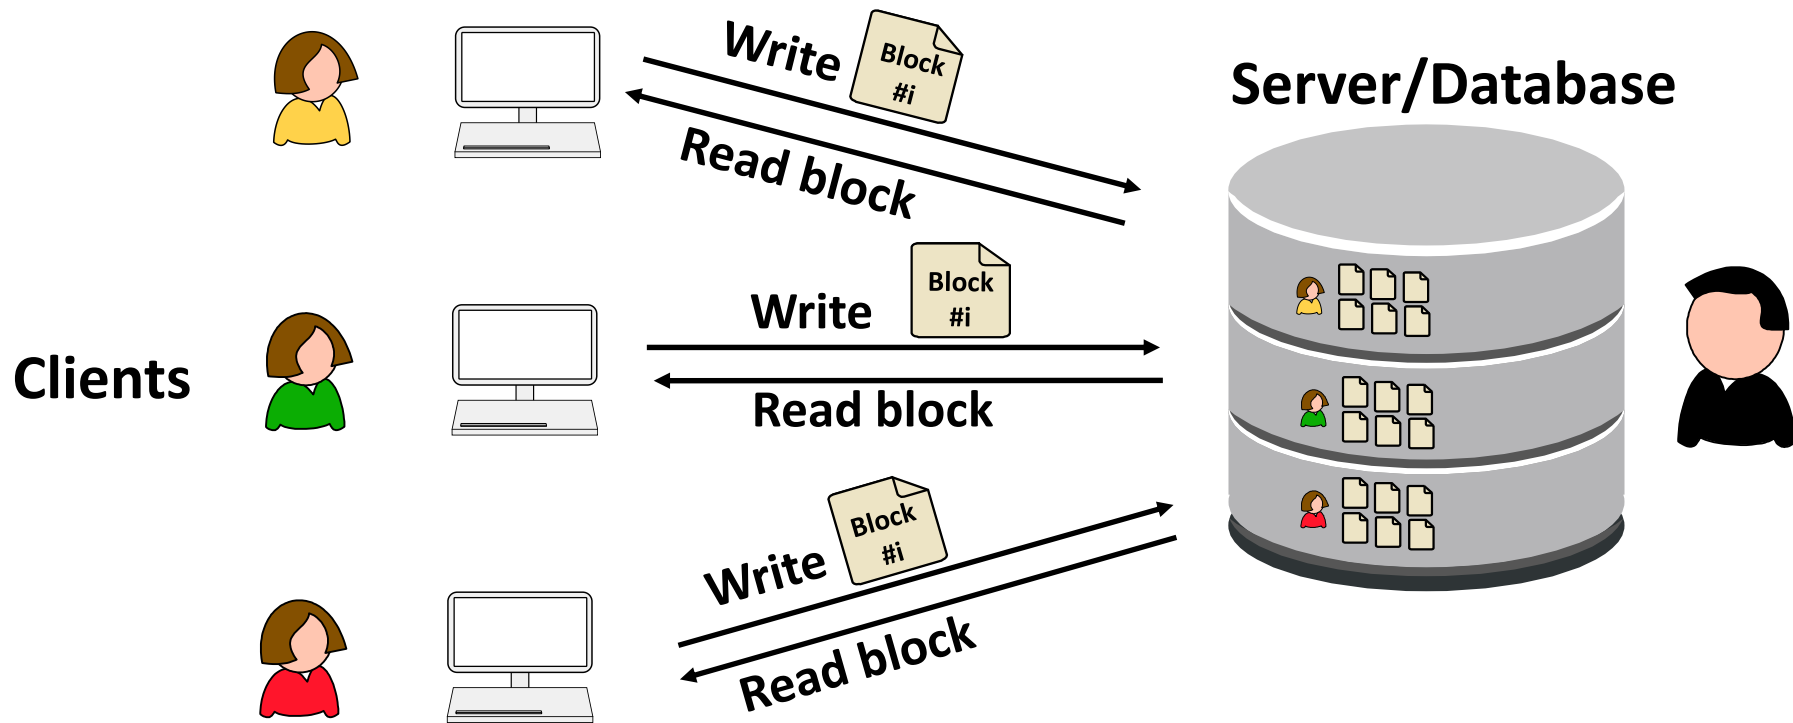 Write
Block
#i
Read block
Server/Database
Clients
Write
Block
#i
Read block
Write
Block
#i
Read block